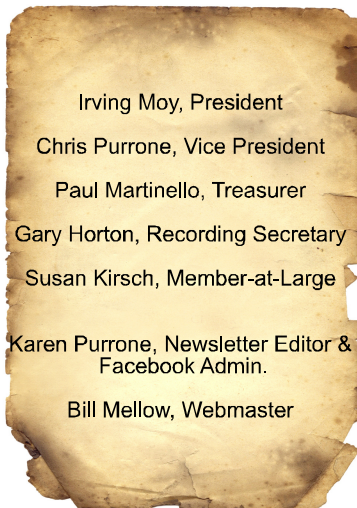 Irving Moy, President
Chris Purrone, Vice President
Paul Martinello, Treasurer
Gary Horton, Recording Secretary
Susan Kirsch, Member-at-Large
Karen Purrone, Newsletter Editor &
Facebook Admin.
Bill Mellow, Webmaster